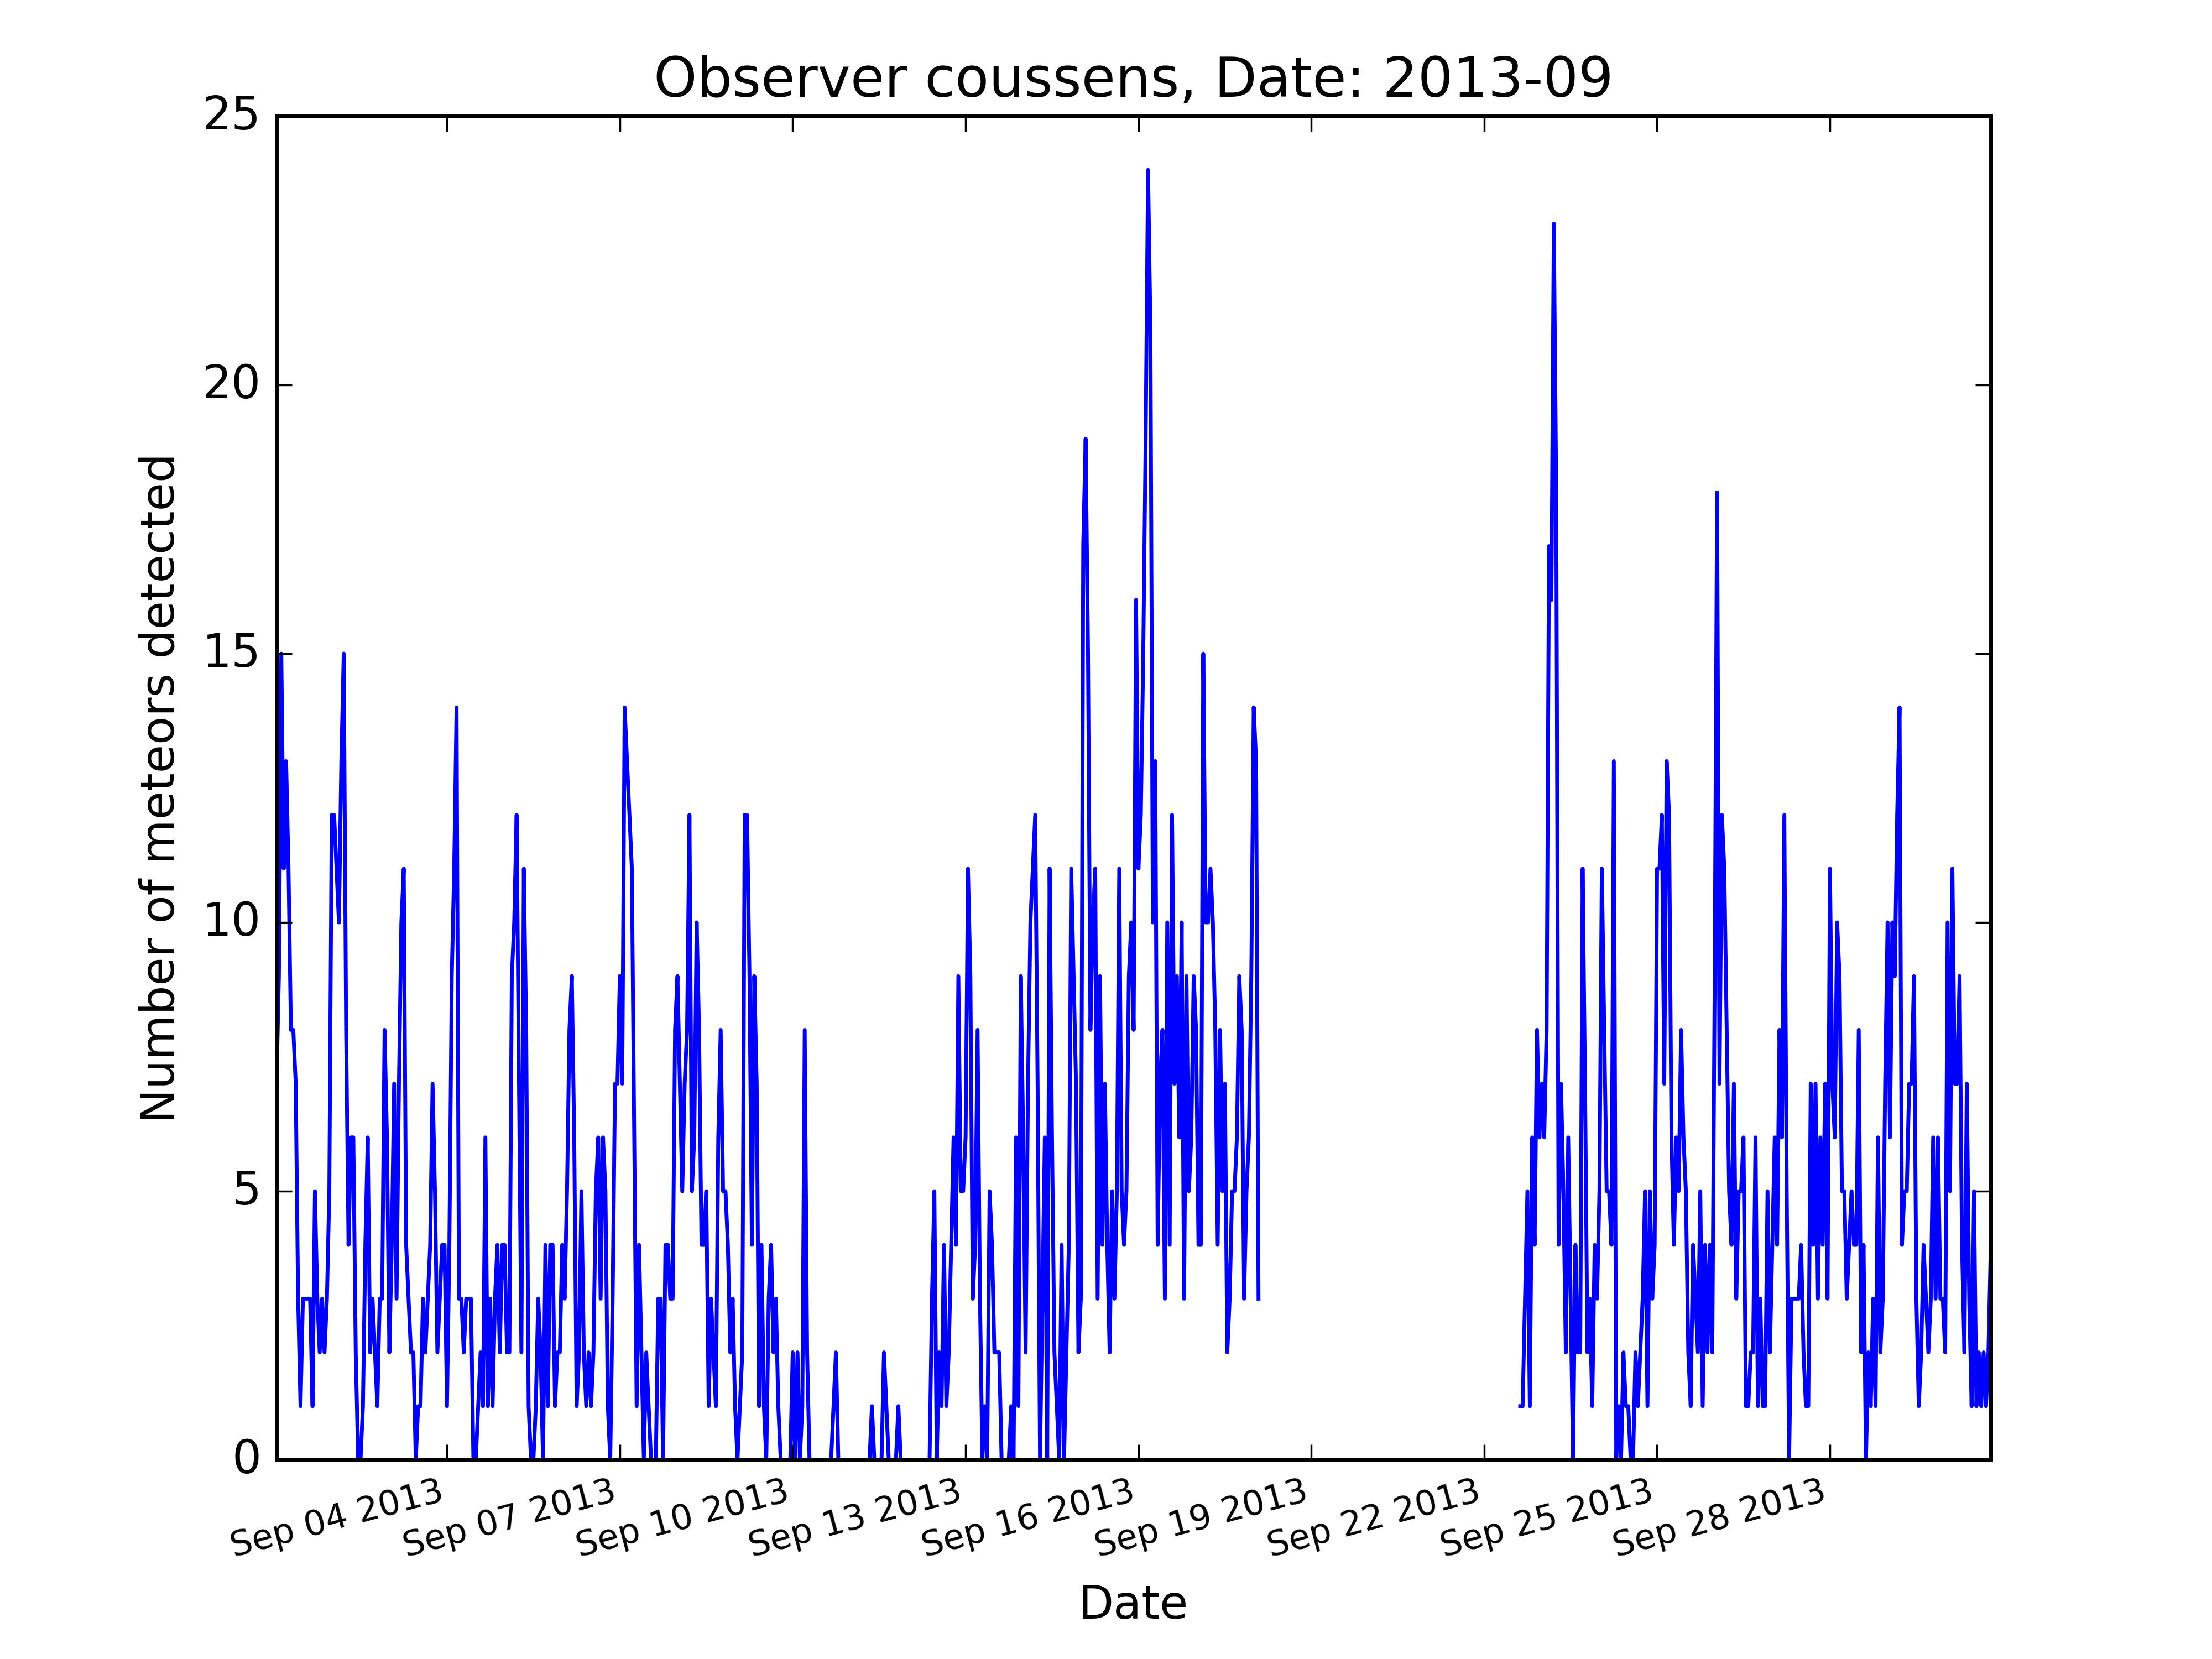 Observer coussens, Date: 2013-09
25
20
15
10
5
0
Number of meteors detected
Sep 04 2013
Sep 07 2013
Sep 10 2013
Sep 13 2013
Sep 16 2013
Sep 19 2013
Sep 22 2013
Sep 25 2013
Sep 28 2013
Date